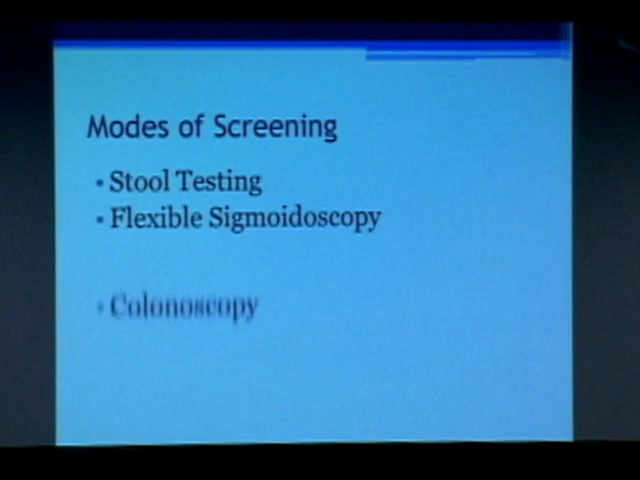 Modes of Screening
• Stool Testing
• Flexible Sigmoidoscopy
• Colonoscopy